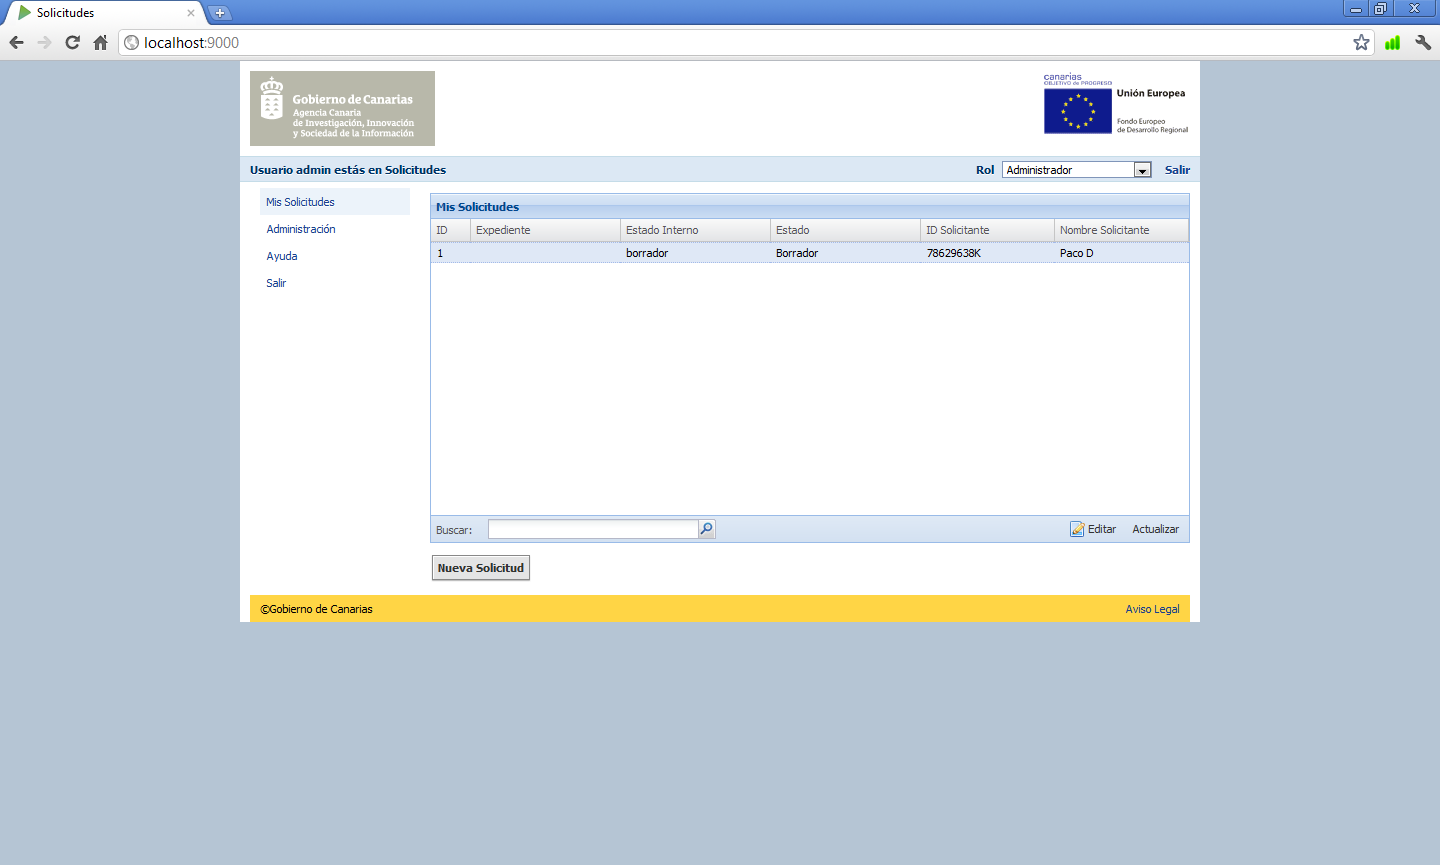 Solicitudes
localhost:9000
Gobierno de Canarias
Agencia Canaria
de Investigación, Innovación
y Sociedad de la Información
canarias
OBJETIVO DE PROGRESO
Unión Europea
Fondo Europeo
de Desarrollo Regional
Usuario admin estás en Solicitudes
Rol Administrador Salir
Mis Solicitudes
Administración
Ayuda
Salir
Mis Solicitudes
ID Expediente Estado Interno Estado ID Solicitante Nombre Solicitante
1 borrador Borrador 78629638K Paco D
Buscar: Editar Actualizar
Nueva Solicitud
©Gobierno de Canarias Aviso Legal